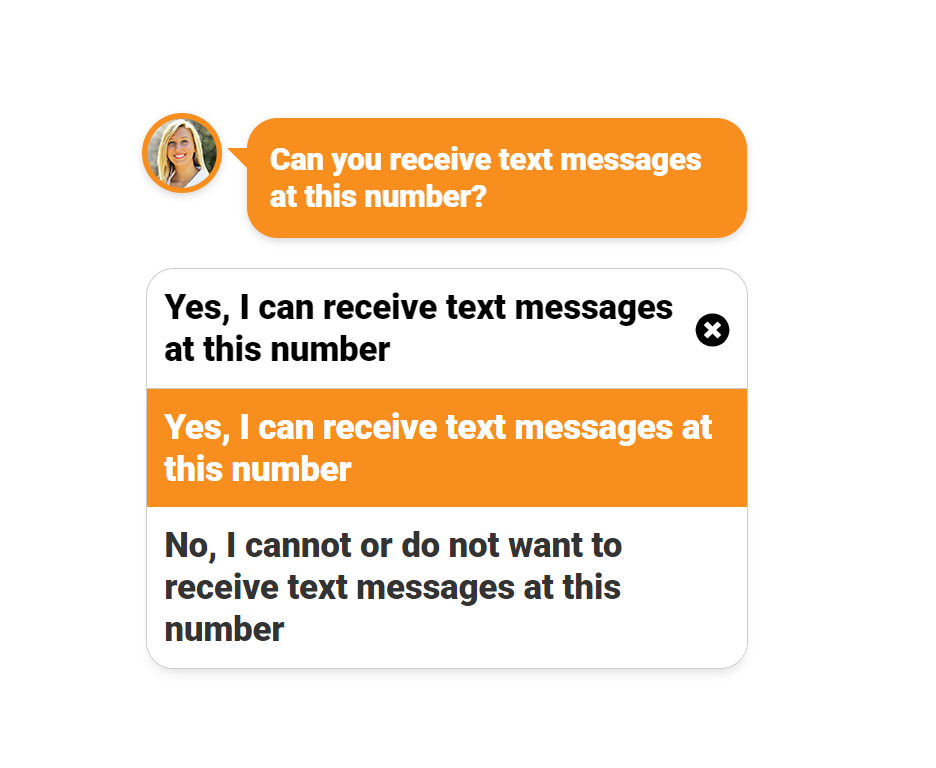 Can you receive text messages
at this number?
Yes, I can receive text messages
at this number
Yes, I can receive text messages at
this number
No, I cannot or do not want to
receive text messages at this
number